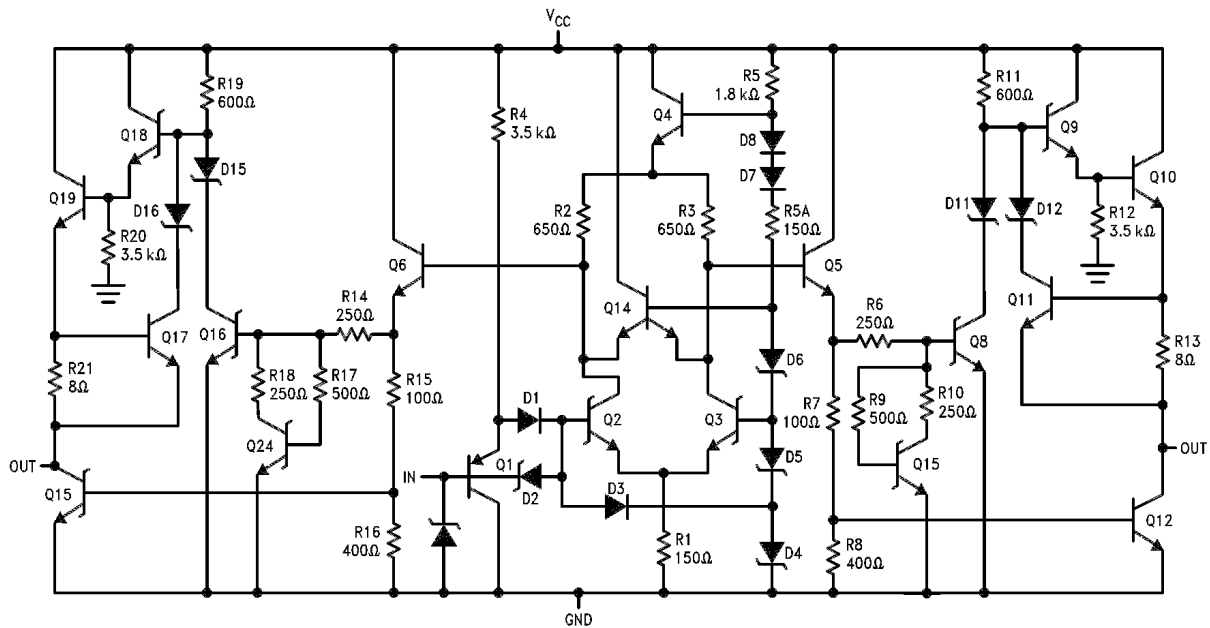 VCC
R19
600Ω
Q18
D15
Q19
D16
R20
3.5 kΩ
R4
3.5 kΩ
Q4
R5
1.8 kΩ
D8
D7
R5A
150Ω
R2
650Ω
R3
650Ω
R11
600Ω
Q9
Q10
D11
D12
R12
3.5 kΩ
Q6
Q5
Q14
R14
250Ω
R6
250Ω
Q17
Q16
Q8
Q11
R13
8Ω
R21
8Ω
R18
250Ω
R17
500Ω
R15
100Ω
D6
D1
Q2
Q3
R7
100Ω
R9
500Ω
R10
250Ω
Q24
Q15
OUT
OUT
IN
Q1
D2
D5
D3
Q15
Q12
R16
400Ω
R1
150Ω
D4
R8
400Ω
GND